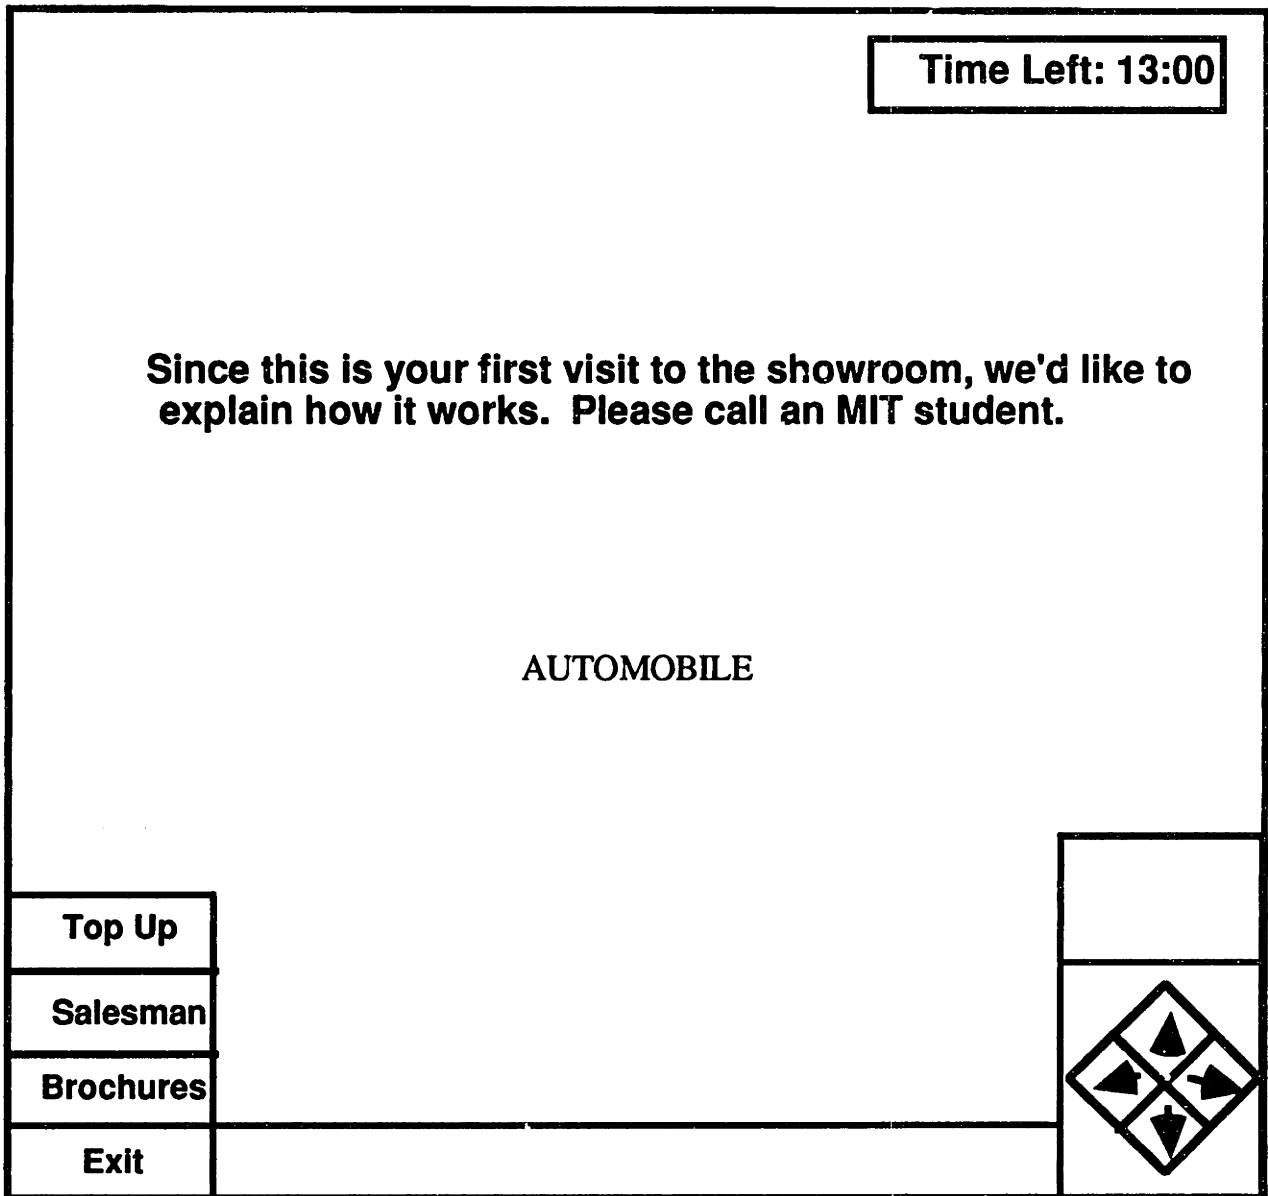 Time Left: 13:00
Since this is your first visit to the showroom, we'd like to
explain how it works.  Please call an MIT student.
AUTOMOBILE
Top Up
Salesman
Brochures
Exit